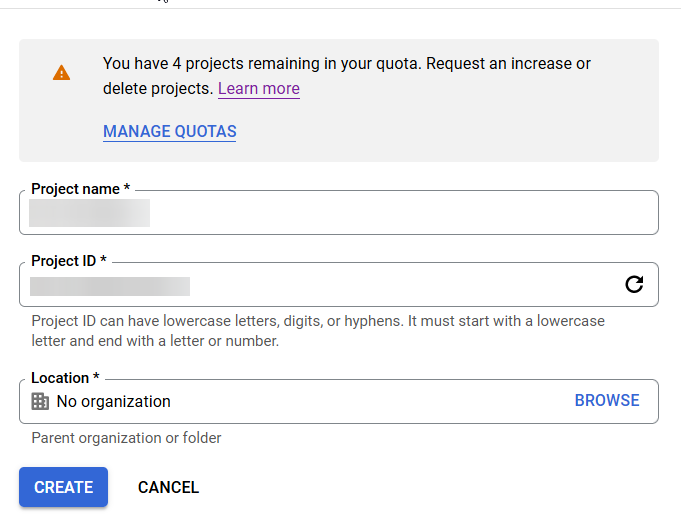 You have 4 projects remaining in your quota. Request an increase or
delete projects. Learn more
MANAGE QUOTAS
Project name *
Project ID *
Project ID can have lowercase letters, digits, or hyphens. It must start with a lowercase
letter and end with a letter or number.
Location *
No organization
BROWSE
Parent organization or folder
CREATE
CANCEL